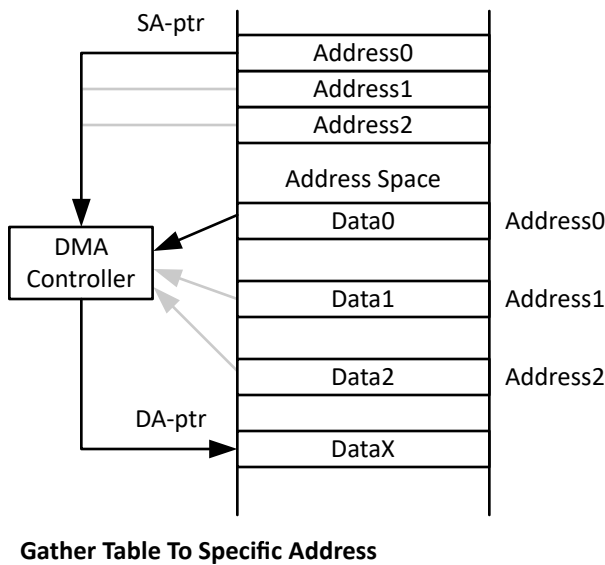 SA-ptr
Address0
Address1
Address2
Address Space
Data0 Address0
DMA
Controller
Data1 Address1
Data2 Address2
DA-ptr
DataX
Gather Table To Specific Address